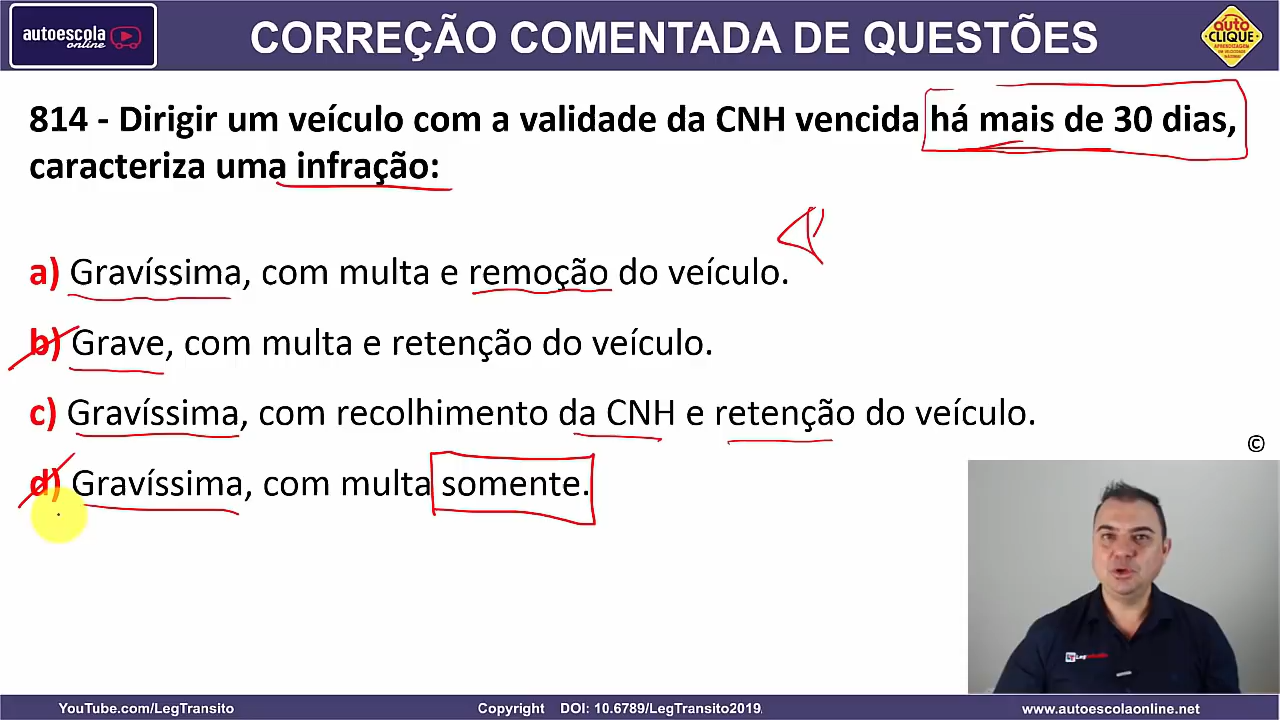 autoescola
online
CORREÇÃO COMENTADA DE QUESTÕES
AUTO
CLIQUE
814 - Dirigir um veículo com a validade da CNH vencida há mais de 30 dias,
caracteriza uma infração:
a) Gravíssima, com multa e remoção do veículo.
b) Grave, com multa e retenção do veículo.
c) Gravíssima, com recolhimento da CNH e retenção do veículo.
d) Gravíssima, com multa somente.
©
YouTube.com/LegTransito
Copyright DOI: 10.6789/LegTransito2019.
www.autoescolaonline.net